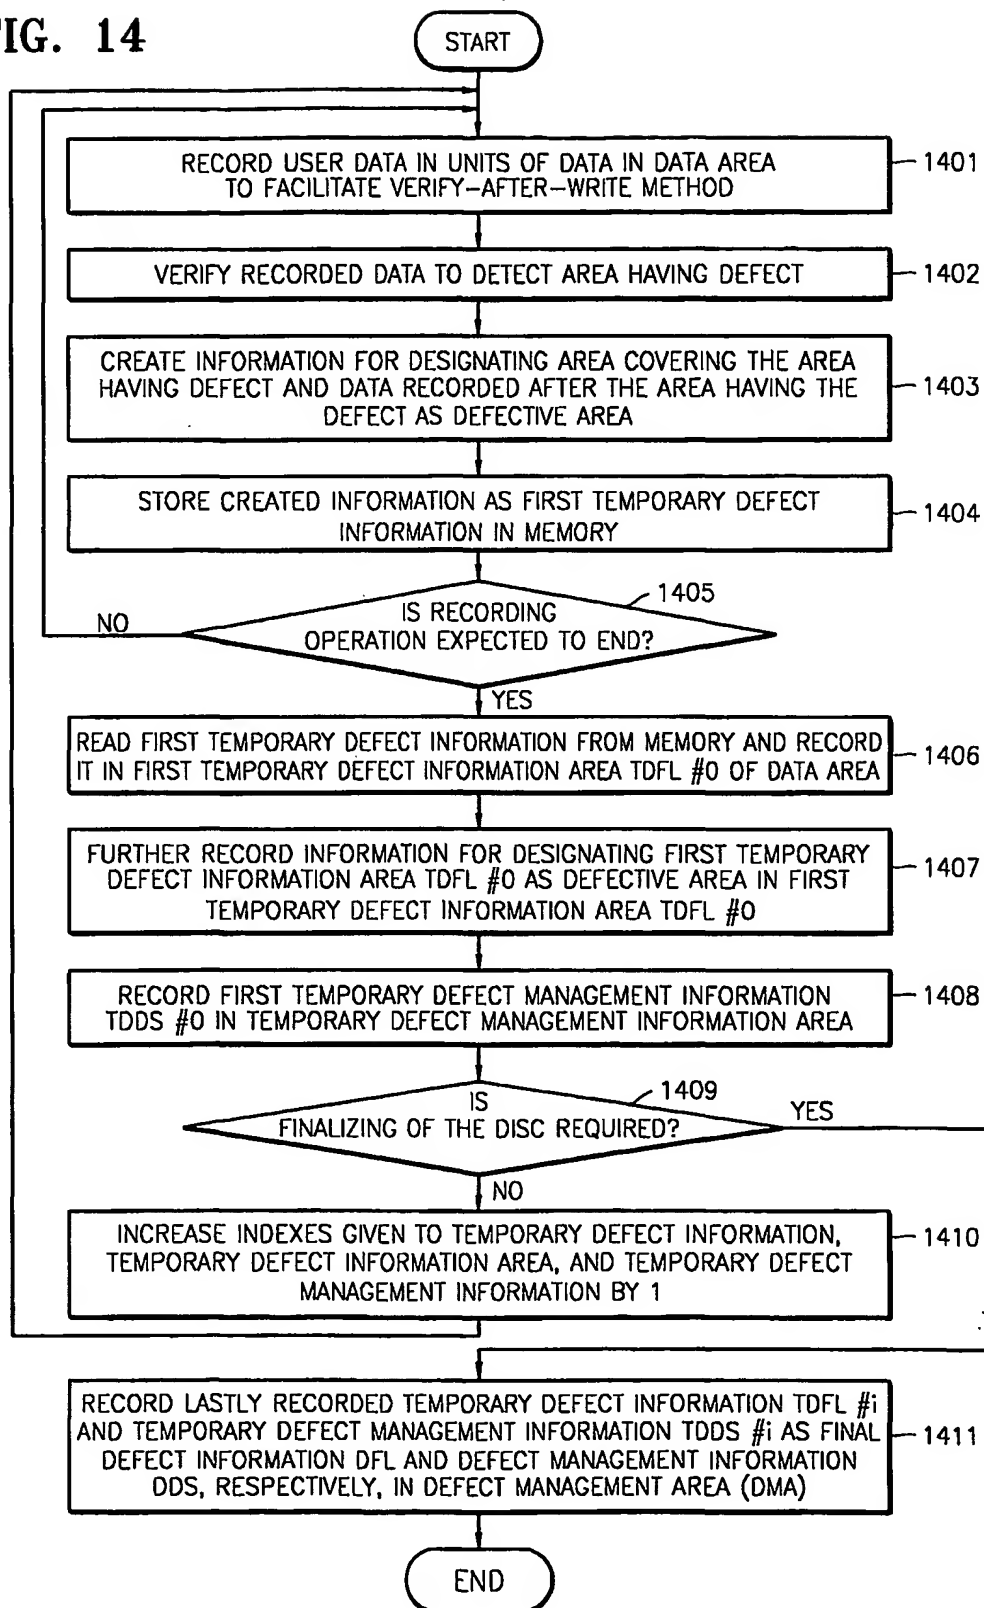 FIG. 14
START
RECORD USER DATA IN UNITS OF DATA IN DATA AREA
TO FACILITATE VERIFY-AFTER-WRITE METHOD
1401
VERIFY RECORDED DATA TO DETECT AREA HAVING DEFECT
1402
CREATE INFORMATION FOR DESIGNATING AREA COVERING THE AREA
HAVING DEFECT AND DATA RECORDED AFTER THE AREA HAVING THE
DEFECT AS DEFECTIVE AREA
1403
STORE CREATED INFORMATION AS FIRST TEMPORARY DEFECT
INFORMATION IN MEMORY
1404
1405
IS RECORDING
OPERATION EXPECTED TO END?
NO
YES
READ FIRST TEMPORARY DEFECT INFORMATION FROM MEMORY AND RECORD
IT IN FIRST TEMPORARY DEFECT INFORMATION AREA TDFL #0 OF DATA AREA
1406
FURTHER RECORD INFORMATION FOR DESIGNATING FIRST TEMPORARY
DEFECT INFORMATION AREA TDFL #0 AS DEFECTIVE AREA IN FIRST
TEMPORARY DEFECT INFORMATION AREA TDFL #0
1407
RECORD FIRST TEMPORARY DEFECT MANAGEMENT INFORMATION
TDDS #0 IN TEMPORARY DEFECT MANAGEMENT INFORMATION AREA
1408
1409
IS
FINALIZING OF THE DISC REQUIRED?
YES
NO
INCREASE INDEXES GIVEN TO TEMPORARY DEFECT INFORMATION,
TEMPORARY DEFECT INFORMATION AREA, AND TEMPORARY DEFECT
MANAGEMENT INFORMATION BY 1
1410
RECORD LASTLY RECORDED TEMPORARY DEFECT INFORMATION TDFL #i
AND TEMPORARY DEFECT MANAGEMENT INFORMATION TDDS #i AS FINAL
DEFECT INFORMATION DFL AND DEFECT MANAGEMENT INFORMATION
DDS, RESPECTIVELY, IN DEFECT MANAGEMENT AREA (DMA)
1411
END